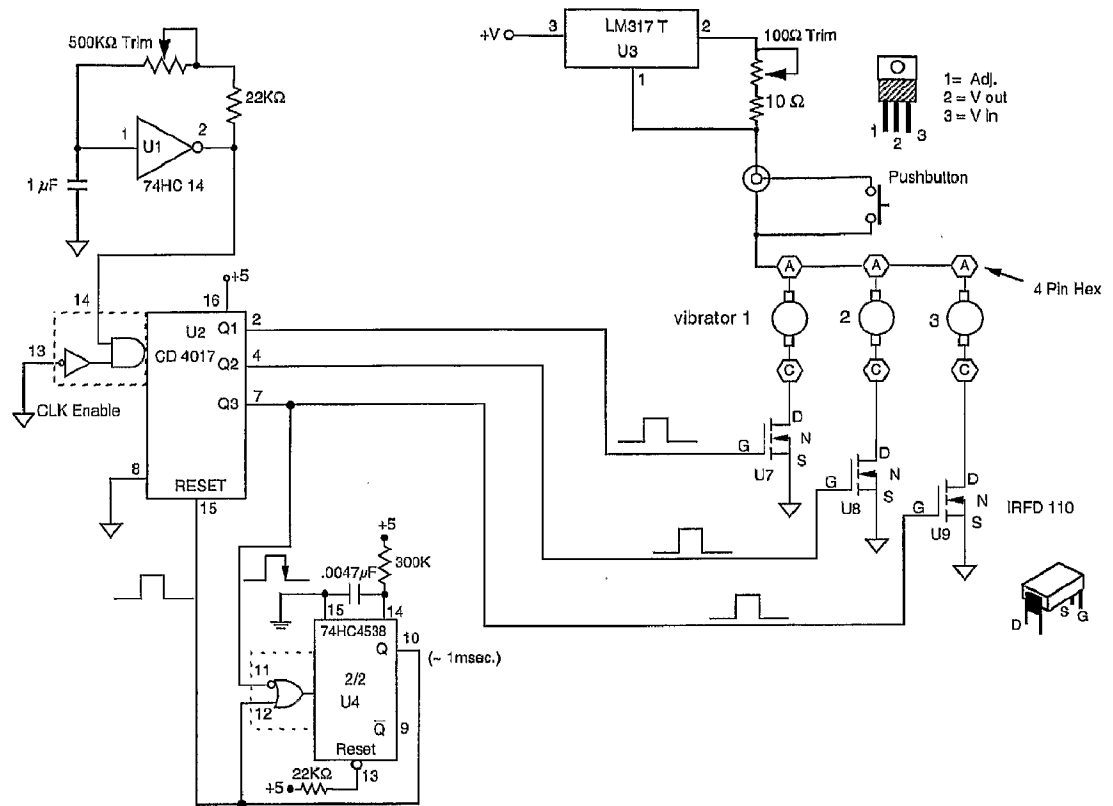 500KΩ Trim
22KΩ
1
U1
2
74HC 14
1 µF
+V
3
LM317 T
U3
2
1
100Ω Trim
10 Ω
1= Adj.
2 = V out
3 = V in
1
2
3
Pushbutton
A
A
A
4 Pin Hex
vibrator 1
2
3
C
C
C
+5
16
14
13
CLK Enable
U2
CD 4017
Q1
2
Q2
4
Q3
7
8
RESET
15
G
D
N
S
U7
G
D
N
S
U8
G
D
N
S
U9
IRFD 110
D
S
G
+5
300K
.0047µF
15
14
74HC4538
Q
10
(~ 1msec.)
11
12
2/2
U4
Q̅
9
Reset
13
22KΩ
+5